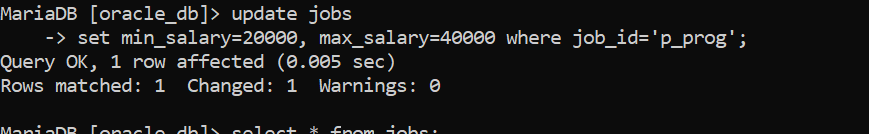 MariaDB [oracle_db]> update jobs
    -> set min_salary=20000, max_salary=40000 where job_id='p_prog';
Query OK, 1 row affected (0.005 sec)
Rows matched: 1  Changed: 1  Warnings: 0
MariaDB [oracle_db]> select * from jobs;